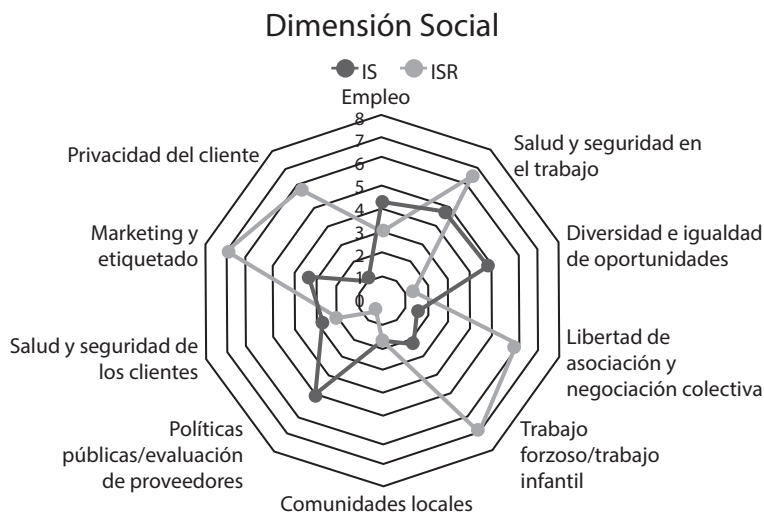 Dimensión Social
IS
ISR
Empleo
Salud y seguridad en
el trabajo
Diversidad e igualdad
de oportunidades
Libertad de
asociación y
negociación colectiva
Trabajo
forzoso/trabajo
infantil
Comunidades locales
Políticas
públicas/evaluación
de proveedores
Salud y seguridad de
los clientes
Marketing y
etiquetado
Privacidad del cliente
8
7
6
5
4
3
2
1
0